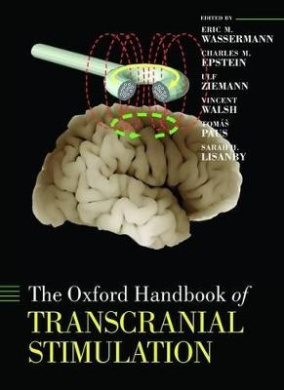 EDITED BY
ERIC M.
WASSERMANN
CHARLES M.
EPSTEIN
ULF
ZIEMANN
VINCENT
WALSH
TOMÁŠ
PAUS
SARAH H.
LISANBY
The Oxford Handbook of
TRANSCRANIAL
STIMULATION